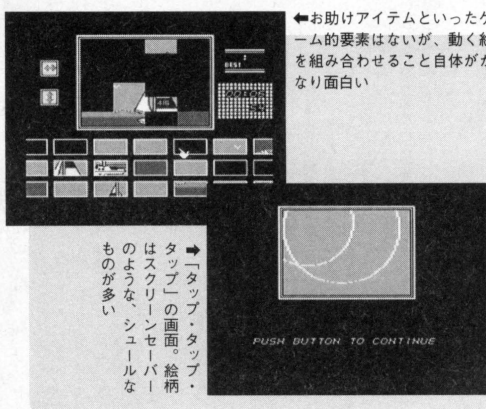 ⬅お助けアイテムといったゲ
ーム的要素はないが、動く絵
を組み合わせること自体がか
なり面白い
BEST
416
➡「タップ・タップ・
タップ」の画面。絵柄
はスクリーンセーバー
のような、シュールな
ものが多い
PUSH BUTTON TO CONTINUE